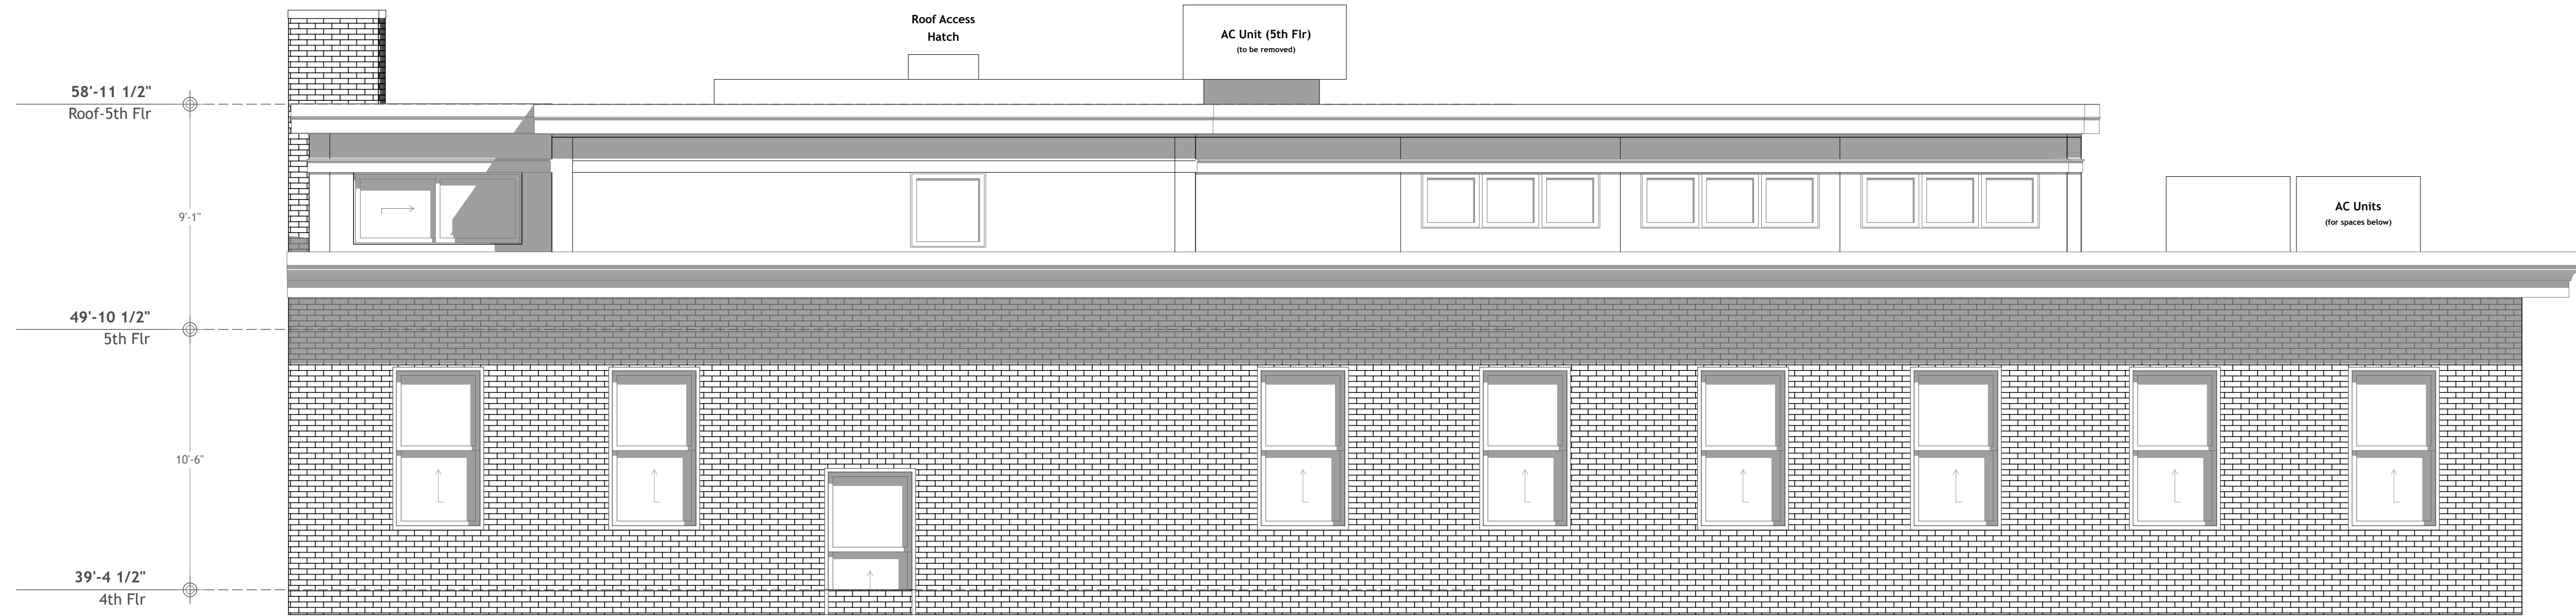 Roof Access
Hatch
AC Unit (5th Flr)
(to be removed)
58'-11 1/2"
Roof-5th Flr
9'-1"
AC Units
(for spaces below)
49'-10 1/2"
5th Flr
10'-6"
39'-4 1/2"
4th Flr